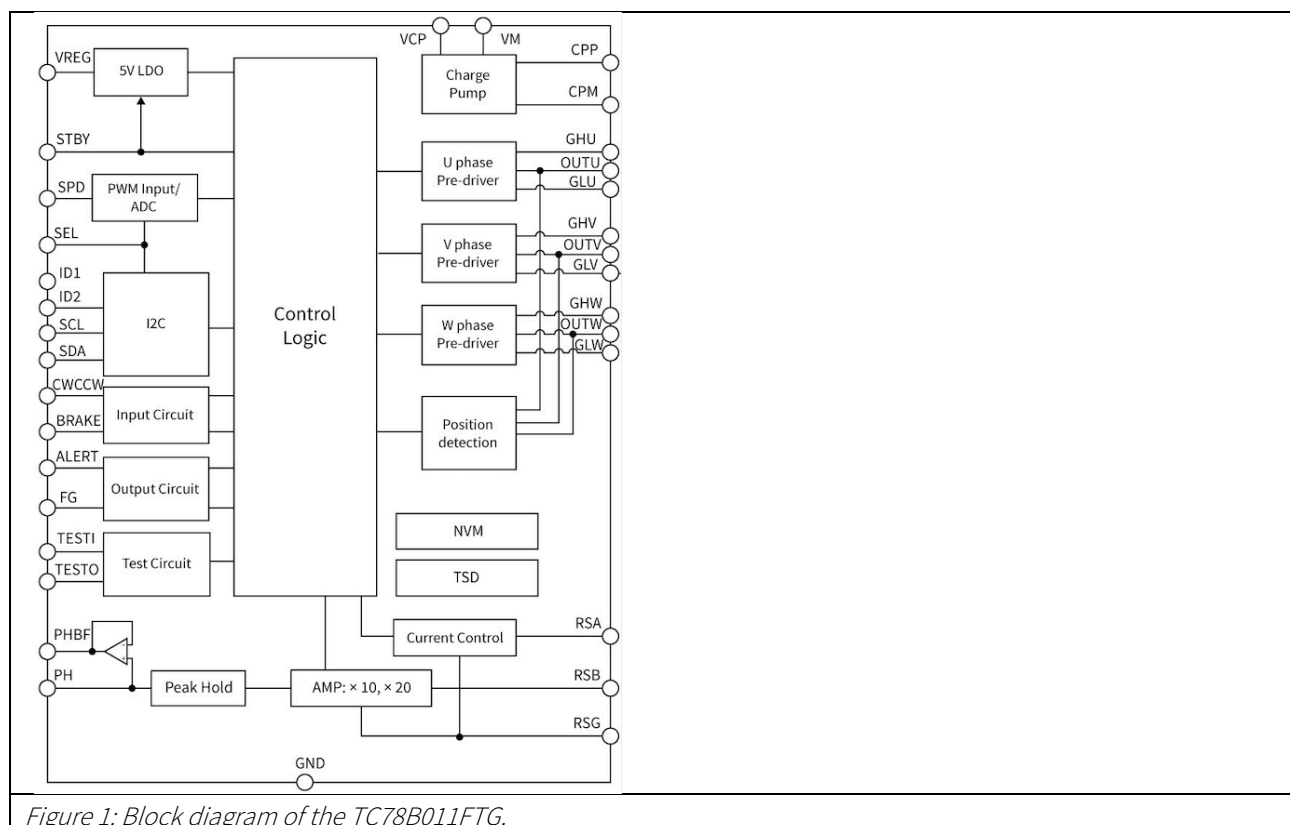 VCP
VM
VREG
5V LDO
Charge
Pump
CPP
CPM
STBY
SPD
PWM Input/
ADC
SEL
ID1
ID2
SCL
SDA
I2C
CWCCW
BRAKE
Input Circuit
ALERT
FG
Output Circuit
TESTI
TESTO
Test Circuit
Control
Logic
U phase
Pre-driver
GHU
OUTU
GLU
V phase
Pre-driver
GHV
OUTV
GLV
W phase
Pre-driver
GHW
OUTW
GLW
Position
detection
NVM
TSD
PHBF
PH
Peak Hold
AMP: × 10, × 20
Current Control
RSA
RSB
RSG
-
+
GND
Figure 1: Block diagram of the TC78B011FTG.